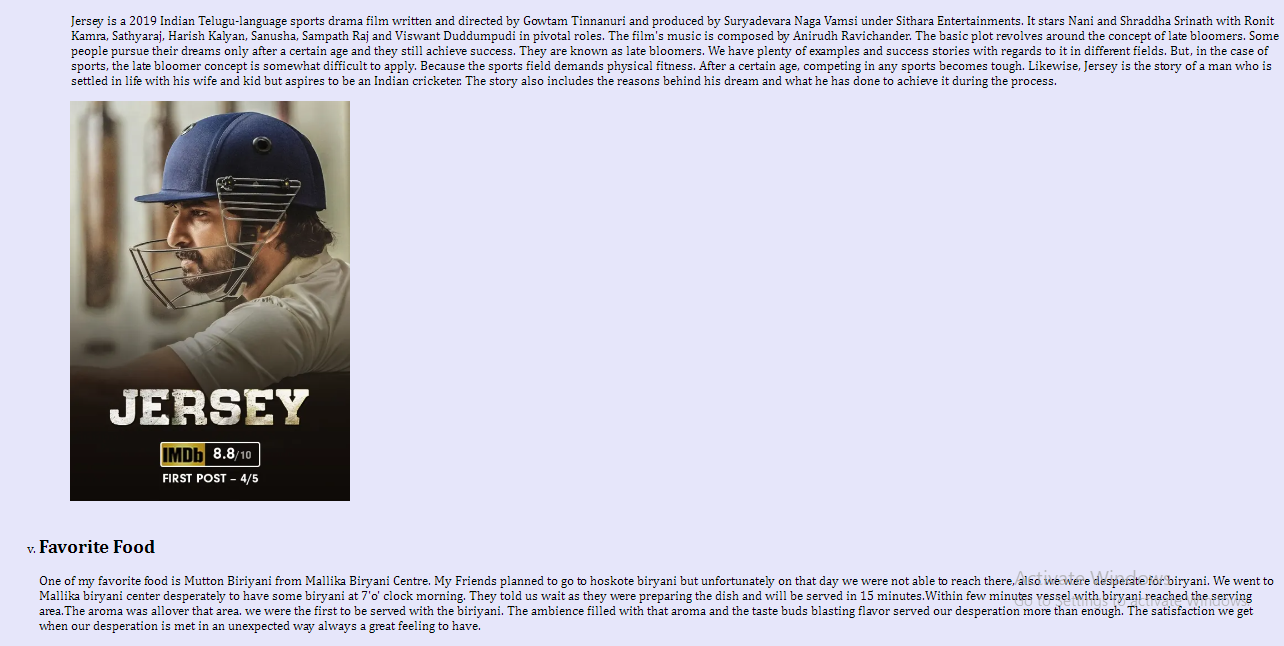 Jersey is a 2019 Indian Telugu-language sports drama film written and directed by Gowtam Tinnanuri and produced by Suryadevara Naga Vamsi under Sithara Entertainments. It stars Nani and Shraddha Srinath with Ronit
Kamra, Sathyaraj, Harish Kalyan, Sanusha, Sampath Raj and Viswant Duddumpudi in pivotal roles. The film's music is composed by Anirudh Ravichander. The basic plot revolves around the concept of late bloomers. Some
people pursue their dreams only after a certain age and they still achieve success. They are known as late bloomers. We have plenty of examples and success stories with regards to it in different fields. But, in the case of
sports, the late bloomer concept is somewhat difficult to apply. Because the sports field demands physical fitness. After a certain age, competing in any sports becomes tough. Likewise, Jersey is the story of a man who is
settled in life with his wife and kid but aspires to be an Indian cricketer. The story also includes the reasons behind his dream and what he has done to achieve it during the process.
JERSEY
IMDb 8.8/10
FIRST POST – 4/5
v. Favorite Food
One of my favorite food is Mutton Biriyani from Mallika Biryani Centre. My Friends planned to go to hoskote biryani but unfortunately on that day we were not able to reach there, also we were desperate for biryani. We went to
Mallika biryani center desperately to have some biryani at 7'o' clock morning. They told us wait as they were preparing the dish and will be served in 15 minutes.Within few minutes vessel with biryani reached the serving
area.The aroma was allover that area. we were the first to be served with the biriyani. The ambience filled with that aroma and the taste buds blasting flavor served our desperation more than enough. The satisfaction we get
when our desperation is met in an unexpected way always a great feeling to have.
Activate Windows
Go to Settings to activate Windows.